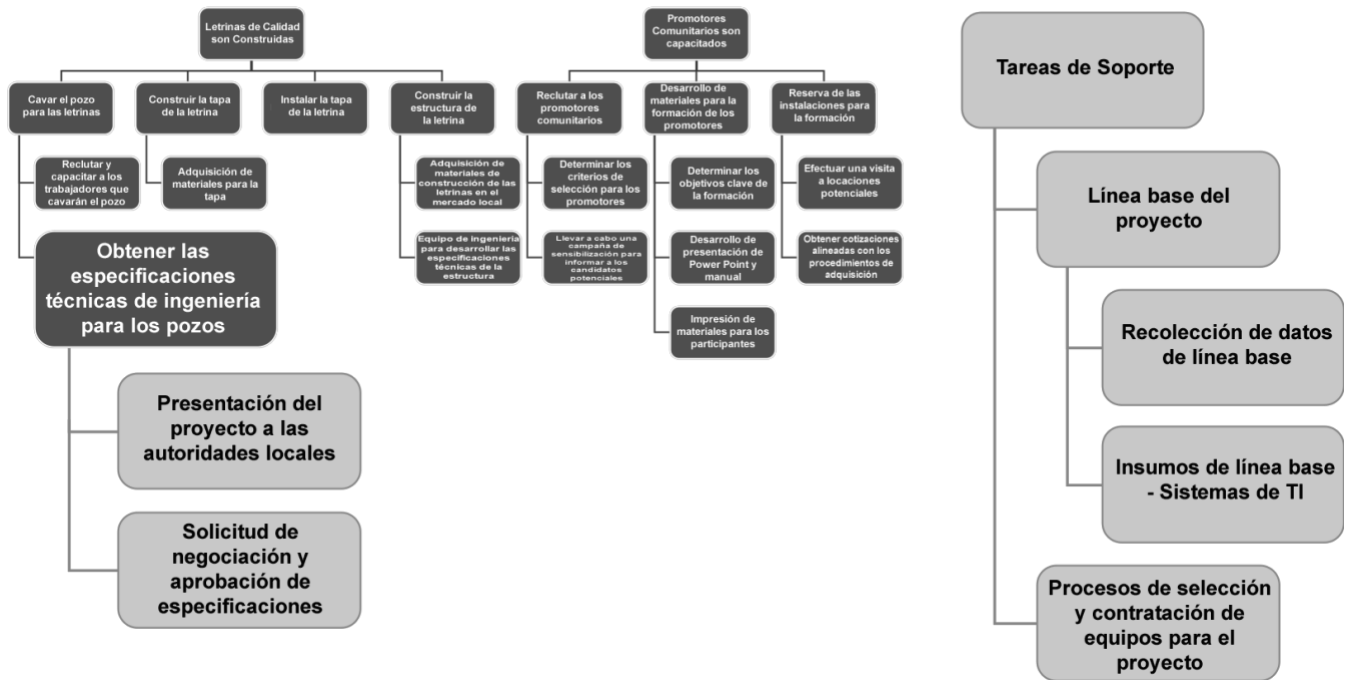 Letrinas de Calidad
son Construidas
Cavar el pozo
para las letrinas
Construir la tapa
de la letrina
Instalar la tapa
de la letrina
Construir la
estructura de
la letrina
Reclutar y
capacitar a los
trabajadores que
cavarán el pozo
Adquisición de
materiales para la
tapa
Adquisición de
materiales de
construcción de las
letrinas en el
mercado local
Obtener las
especificaciones
técnicas de ingeniería
para los pozos
Equipo de ingeniería
para desarrollar las
especificaciones
técnicas de la
estructura
Presentación del
proyecto a las
autoridades locales
Solicitud de
negociación y
aprobación de
especificaciones
Promotores
Comunitarios son
capacitados
Reclutar a los
promotores
comunitarios
Desarrollo de
materiales para la
formación de los
promotores
Reserva de las
instalaciones para
la formación
Determinar los
criterios de
selección para los
promotores
Determinar los
objetivos clave de
la formación
Efectuar una visita
a locaciones
potenciales
Llevar a cabo una
campaña de
sensibilización para
informar a los
candidatos potenciales
Desarrollo de
presentación de
Power Point y
manual
Obtener cotizaciones
alineadas con los
procedimientos de
adquisición
Impresión de
materiales para los
participantes
Tareas de Soporte
Línea base del
proyecto
Recolección de datos
de línea base
Insumos de línea base
- Sistemas de TI
Procesos de selección
y contratación de
equipos para el
proyecto